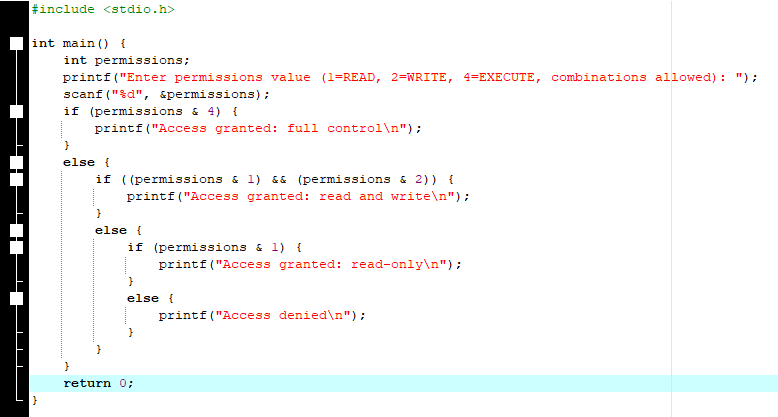 #include <stdio.h>

int main() {
    int permissions;
    printf("Enter permissions value (1=READ, 2=WRITE, 4=EXECUTE, combinations allowed): ");
    scanf("%d", &permissions);
    if (permissions & 4) {
        printf("Access granted: full control\n");
    }
    else {
        if ((permissions & 1) && (permissions & 2)) {
            printf("Access granted: read and write\n");
        }
        else {
            if (permissions & 1) {
                printf("Access granted: read-only\n");
            }
            else {
                printf("Access denied\n");
            }
        }
    }
    return 0;
}